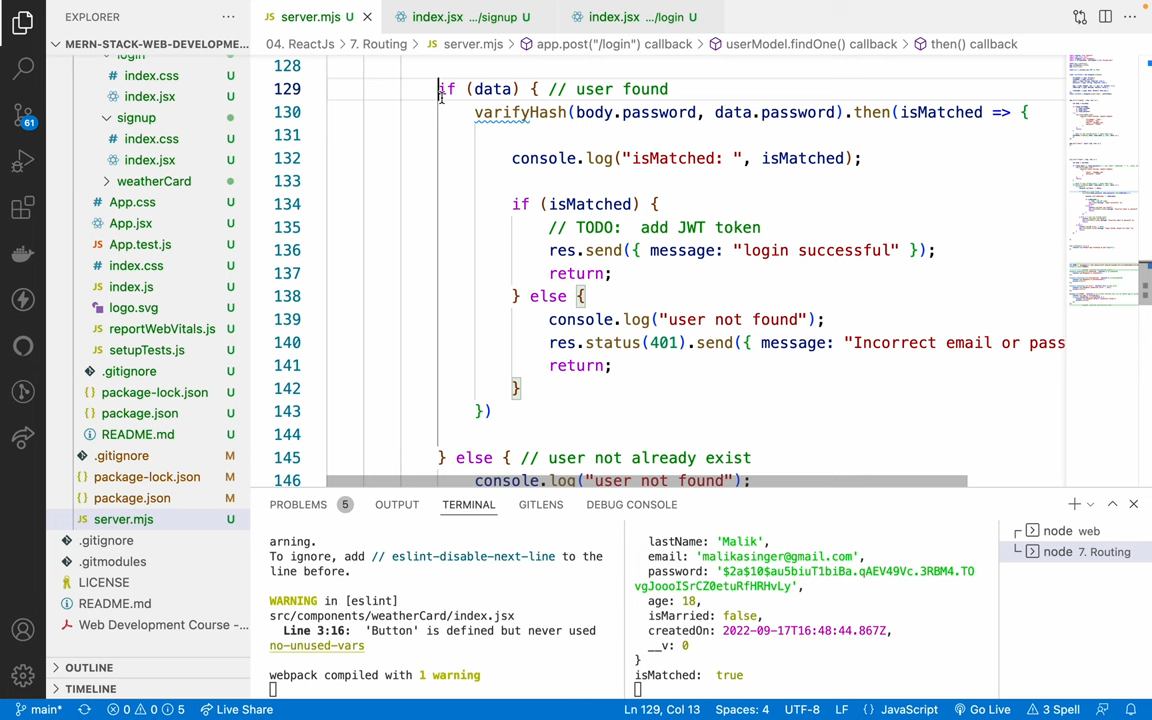 EXPLORER
server.mjs U
index.jsx .../signup U
index.jsx .../login U
MERN-STACK-WEB-DEVELOPME...
04. ReactJs > 7. Routing > JS server.mjs > app.post("/login") callback > userModel.findOne() callback > then() callback
login
index.css U
index.jsx U
signup
index.css U
index.jsx U
weatherCard
App.css U
App.jsx U
JS App.test.js U
index.css U
JS index.js U
logo.svg U
JS reportWebVitals.js U
JS setupTests.js U
.gitignore U
{} package-lock.json U
{} package.json U
README.md U
.gitignore M
{} package-lock.json M
{} package.json M
JS server.mjs U
.gitignore
.gitmodules
LICENSE
README.md
Web Development Course -...
OUTLINE
TIMELINE
61
128
129 if (data) { // user found
130 varifyHash(body.password, data.password).then(isMatched => {
131
132 console.log("isMatched: ", isMatched);
133
134 if (isMatched) {
135 // TODO:  add JWT token
136 res.send({ message: "login successful" });
137 return;
138 } else {
139 console.log("user not found");
140 res.status(401).send({ message: "Incorrect email or pass
141 return;
142 }
143 })
144
145 } else { // user not already exist
146 console.log("user not found");
PROBLEMS 5 OUTPUT TERMINAL GITLENS DEBUG CONSOLE
arning.
To ignore, add // eslint-disable-next-line to the
line before.
WARNING in [eslint]
src/components/weatherCard/index.jsx
Line 3:16:  'Button' is defined but never used
no-unused-vars
webpack compiled with 1 warning
lastName: 'Malik',
email: 'malikasinger@gmail.com',
password: '$2a$10$au5biuT1biBa.qAEV49Vc.3RBM4.TO
vgJoooISrCZ0etuRfHRHvLy',
age: 18,
isMarried: false,
createdOn: 2022-09-17T16:48:44.867Z,
__v: 0
}
isMatched:  true
node web
node 7. Routing
main* 0 0 5 Live Share
Ln 129, Col 13 Spaces: 4 UTF-8 LF {} JavaScript Go Live 3 Spell